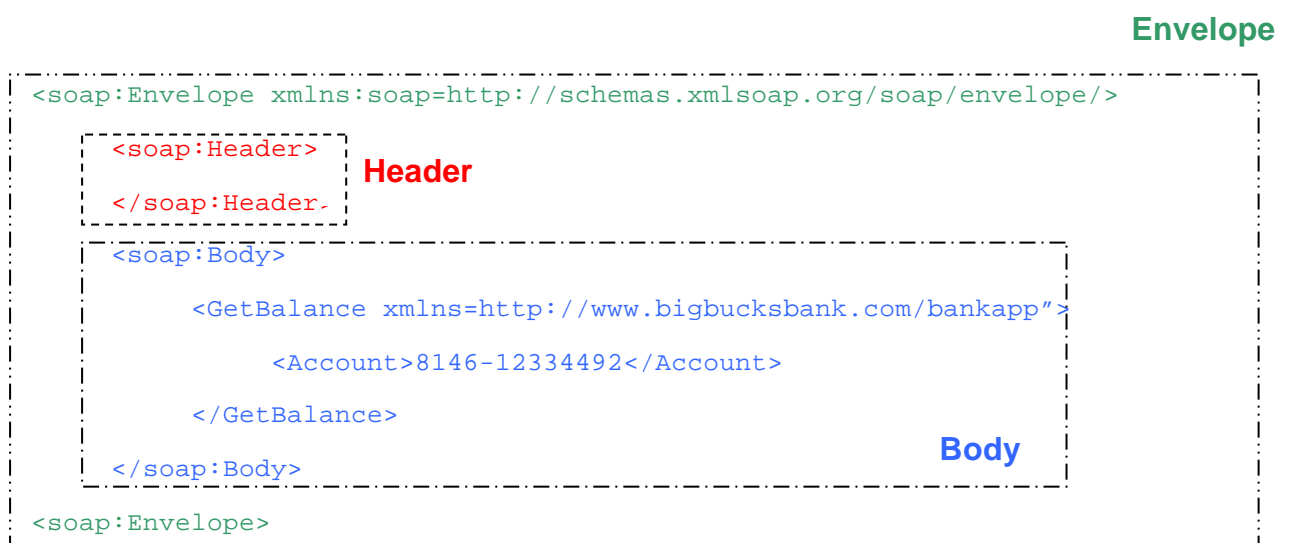 Envelope
<soap:Envelope xmlns:soap=http://schemas.xmlsoap.org/soap/envelope/>
<soap:Header>
Header
</soap:Header.
<soap:Body>
<GetBalance xmlns=http://www.bigbucksbank.com/bankapp”>
<Account>8146-12334492</Account>
</GetBalance>
Body
</soap:Body>
<soap:Envelope>